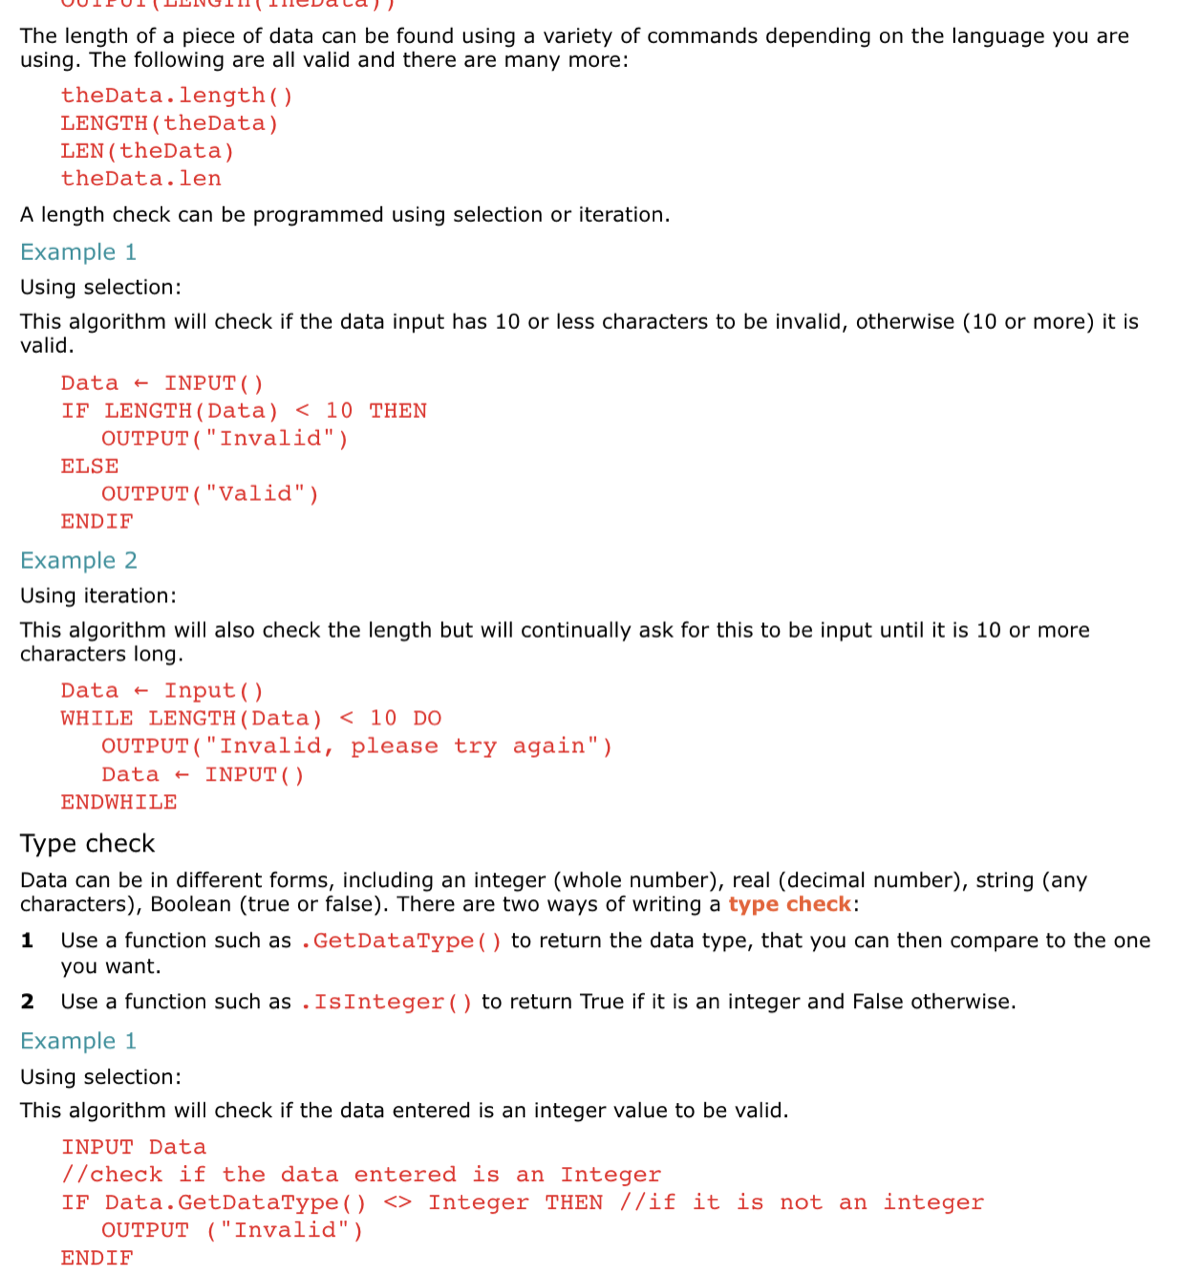 OUTPUT(LENGTH(TheData))
The length of a piece of data can be found using a variety of commands depending on the language you are
using. The following are all valid and there are many more:
theData.length()
LENGTH(theData)
LEN(theData)
theData.len
A length check can be programmed using selection or iteration.
Example 1
Using selection:
This algorithm will check if the data input has 10 or less characters to be invalid, otherwise (10 or more) it is
valid.
Data ← INPUT()
IF LENGTH(Data) < 10 THEN
OUTPUT("Invalid")
ELSE
OUTPUT("Valid")
ENDIF
Example 2
Using iteration:
This algorithm will also check the length but will continually ask for this to be input until it is 10 or more
characters long.
Data ← Input()
WHILE LENGTH(Data) < 10 DO
OUTPUT("Invalid, please try again")
Data ← INPUT()
ENDWHILE
Type check
Data can be in different forms, including an integer (whole number), real (decimal number), string (any
characters), Boolean (true or false). There are two ways of writing a type check:
1 Use a function such as .GetDataType() to return the data type, that you can then compare to the one
you want.
2 Use a function such as .IsInteger() to return True if it is an integer and False otherwise.
Example 1
Using selection:
This algorithm will check if the data entered is an integer value to be valid.
INPUT Data
//check if the data entered is an Integer
IF Data.GetDataType() <> Integer THEN //if it is not an integer
OUTPUT ("Invalid")
ENDIF